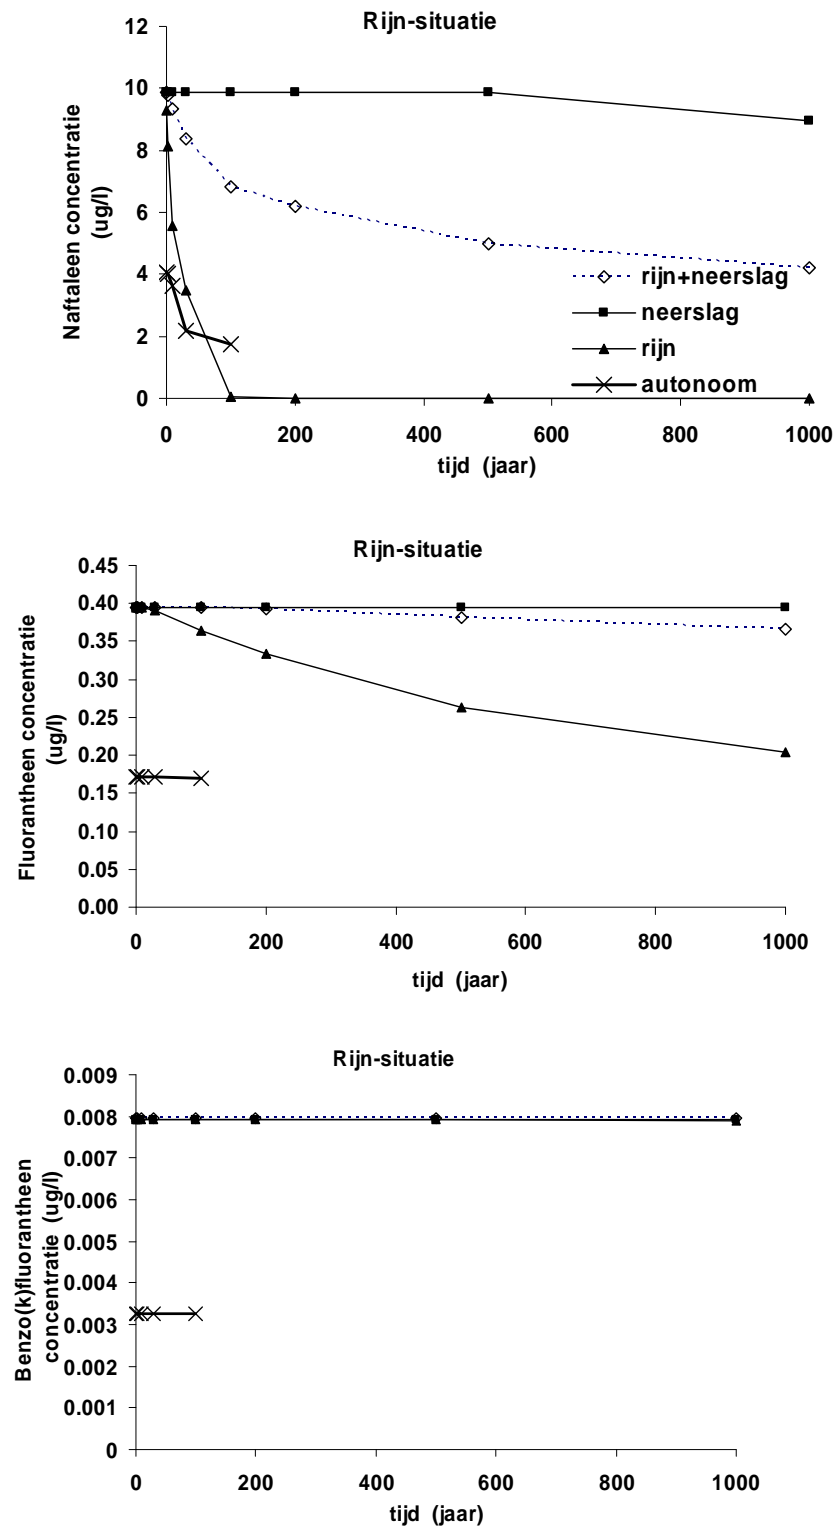 Rijn-situatie
12
10
8
6
4
2
0
Naftaleen concentratie
(ug/l)
rijn+neerslag
neerslag
rijn
autonoom
0 200 400 600 800 1000
tijd (jaar)
Rijn-situatie
0.45
0.40
0.35
0.30
0.25
0.20
0.15
0.10
0.05
0.00
Fluorantheen concentratie
(ug/l)
0 200 400 600 800 1000
tijd (jaar)
Rijn-situatie
0.009
0.008
0.007
0.006
0.005
0.004
0.003
0.002
0.001
0
Benzo(k)fluorantheen
concentratie (ug/l)
0 200 400 600 800 1000
tijd (jaar)